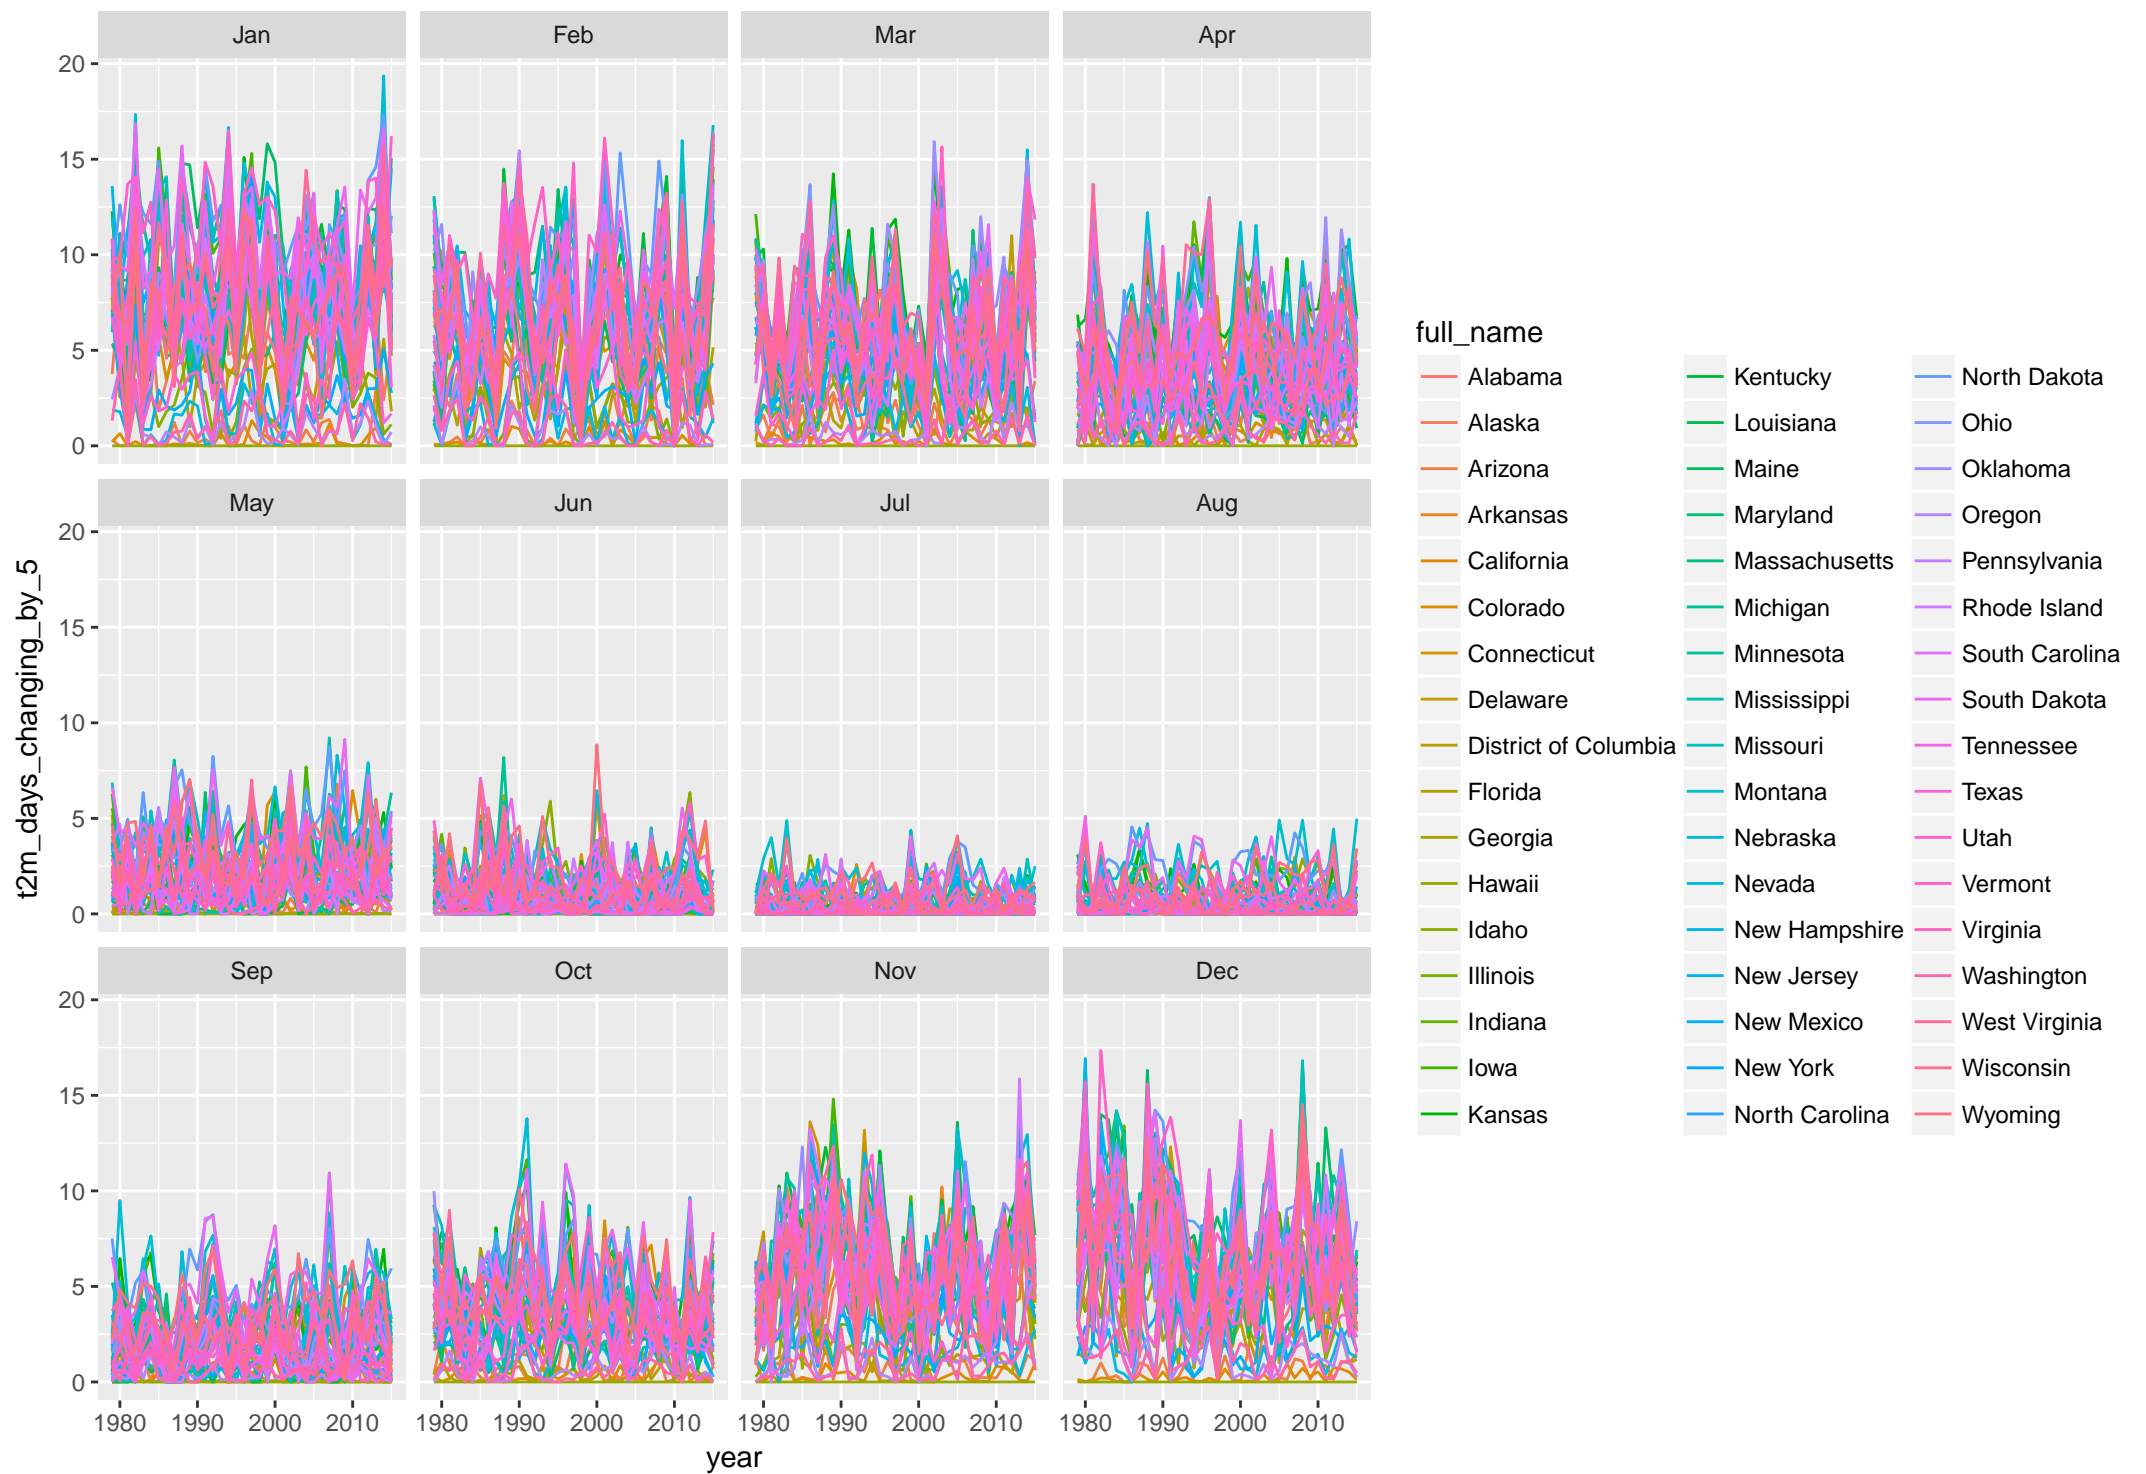 Jan Feb Mar Apr
20
15
10
5
0
May Jun Jul Aug
20
15
10
5
0
Sep Oct Nov Dec
20
15
10
5
0
1980 1990 2000 2010 1980 1990 2000 2010 1980 1990 2000 2010 1980 1990 2000 2010
year
t2m_days_changing_by_5
full_name
Alabama Kentucky North Dakota
Alaska Louisiana Ohio
Arizona Maine Oklahoma
Arkansas Maryland Oregon
California Massachusetts Pennsylvania
Colorado Michigan Rhode Island
Connecticut Minnesota South Carolina
Delaware Mississippi South Dakota
District of Columbia Missouri Tennessee
Florida Montana Texas
Georgia Nebraska Utah
Hawaii Nevada Vermont
Idaho New Hampshire Virginia
Illinois New Jersey Washington
Indiana New Mexico West Virginia
Iowa New York Wisconsin
Kansas North Carolina Wyoming